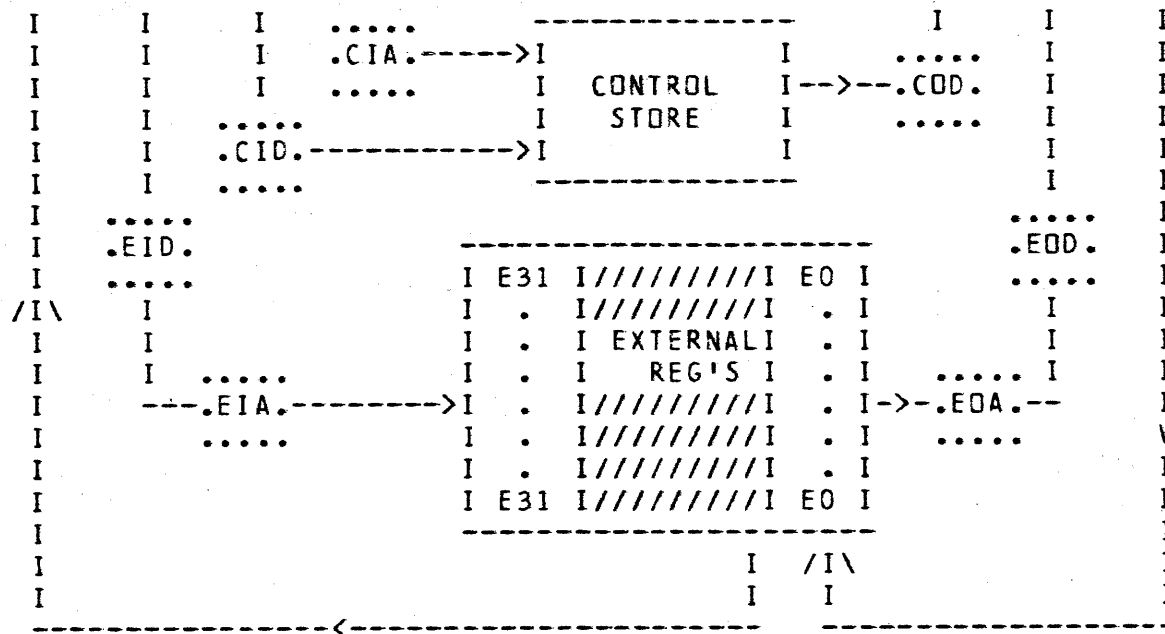 .CIA.
CONTROL
.COD.
STORE
.CID.
.EID.
.EOD.
E31 E0
EXTERNAL
REG'S
.EIA.
.EOA.
E31 E0